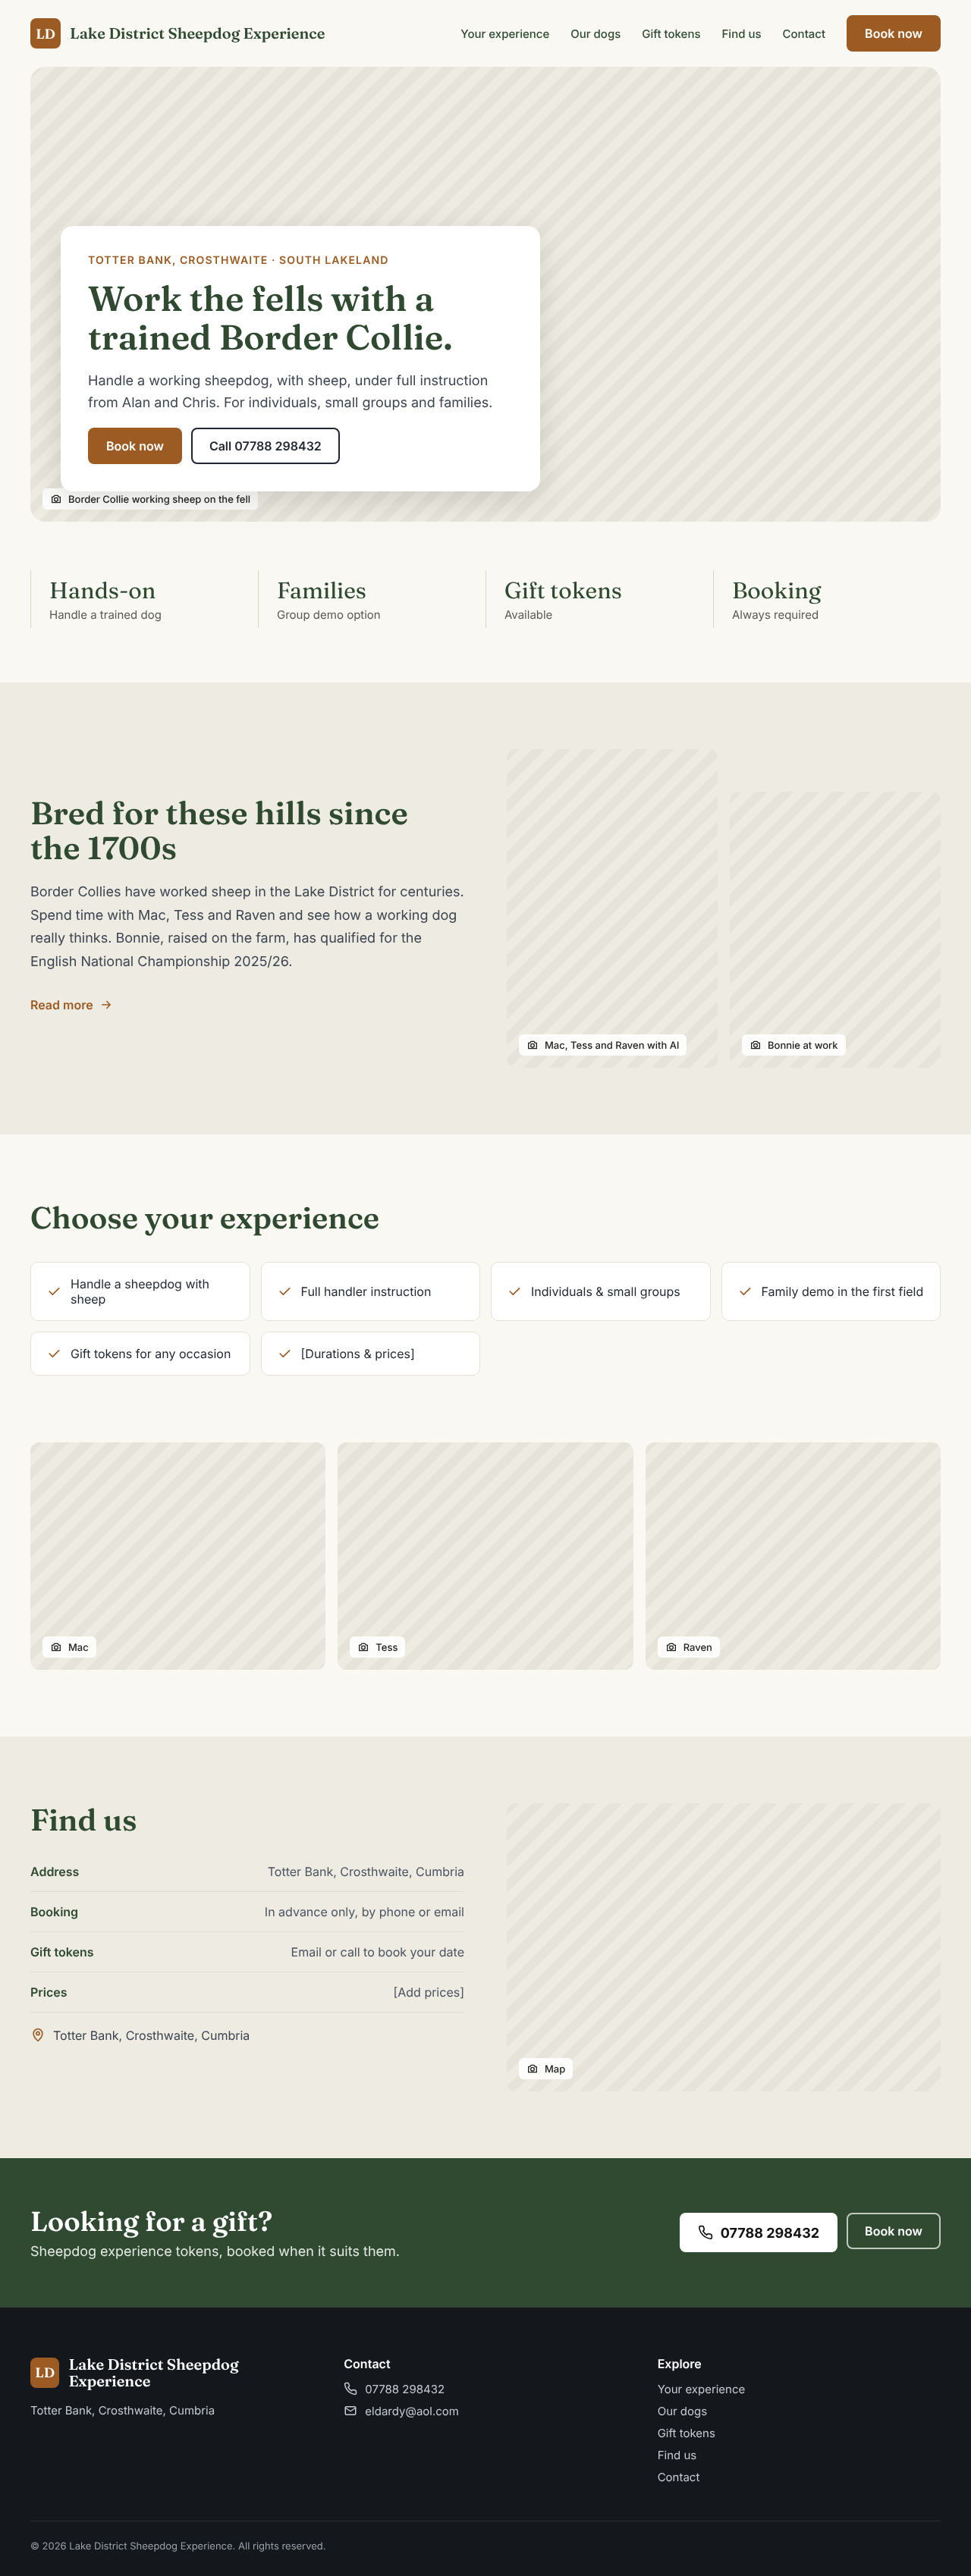 LD Lake District Sheepdog Experience
Your experience
Our dogs
Gift tokens
Find us
Contact
Book now
TOTTER BANK, CROSTHWAITE · SOUTH LAKELAND
Work the fells with a
trained Border Collie.
Handle a working sheepdog, with sheep, under full instruction
from Alan and Chris. For individuals, small groups and families.
Book now
Call 07788 298432
Border Collie working sheep on the fell
Hands-on
Handle a trained dog
Families
Group demo option
Gift tokens
Available
Booking
Always required
Bred for these hills since
the 1700s
Border Collies have worked sheep in the Lake District for centuries.
Spend time with Mac, Tess and Raven and see how a working dog
really thinks. Bonnie, raised on the farm, has qualified for the
English National Championship 2025/26.
Read more
Mac, Tess and Raven with Al
Bonnie at work
Choose your experience
Handle a sheepdog with
sheep
Full handler instruction
Individuals & small groups
Family demo in the first field
Gift tokens for any occasion
[Durations & prices]
Mac
Tess
Raven
Find us
Address
Totter Bank, Crosthwaite, Cumbria
Booking
In advance only, by phone or email
Gift tokens
Email or call to book your date
Prices
[Add prices]
Totter Bank, Crosthwaite, Cumbria
Map
Looking for a gift?
Sheepdog experience tokens, booked when it suits them.
07788 298432
Book now
LD Lake District Sheepdog
Experience
Totter Bank, Crosthwaite, Cumbria
Contact
07788 298432
eldardy@aol.com
Explore
Your experience
Our dogs
Gift tokens
Find us
Contact
© 2026 Lake District Sheepdog Experience. All rights reserved.